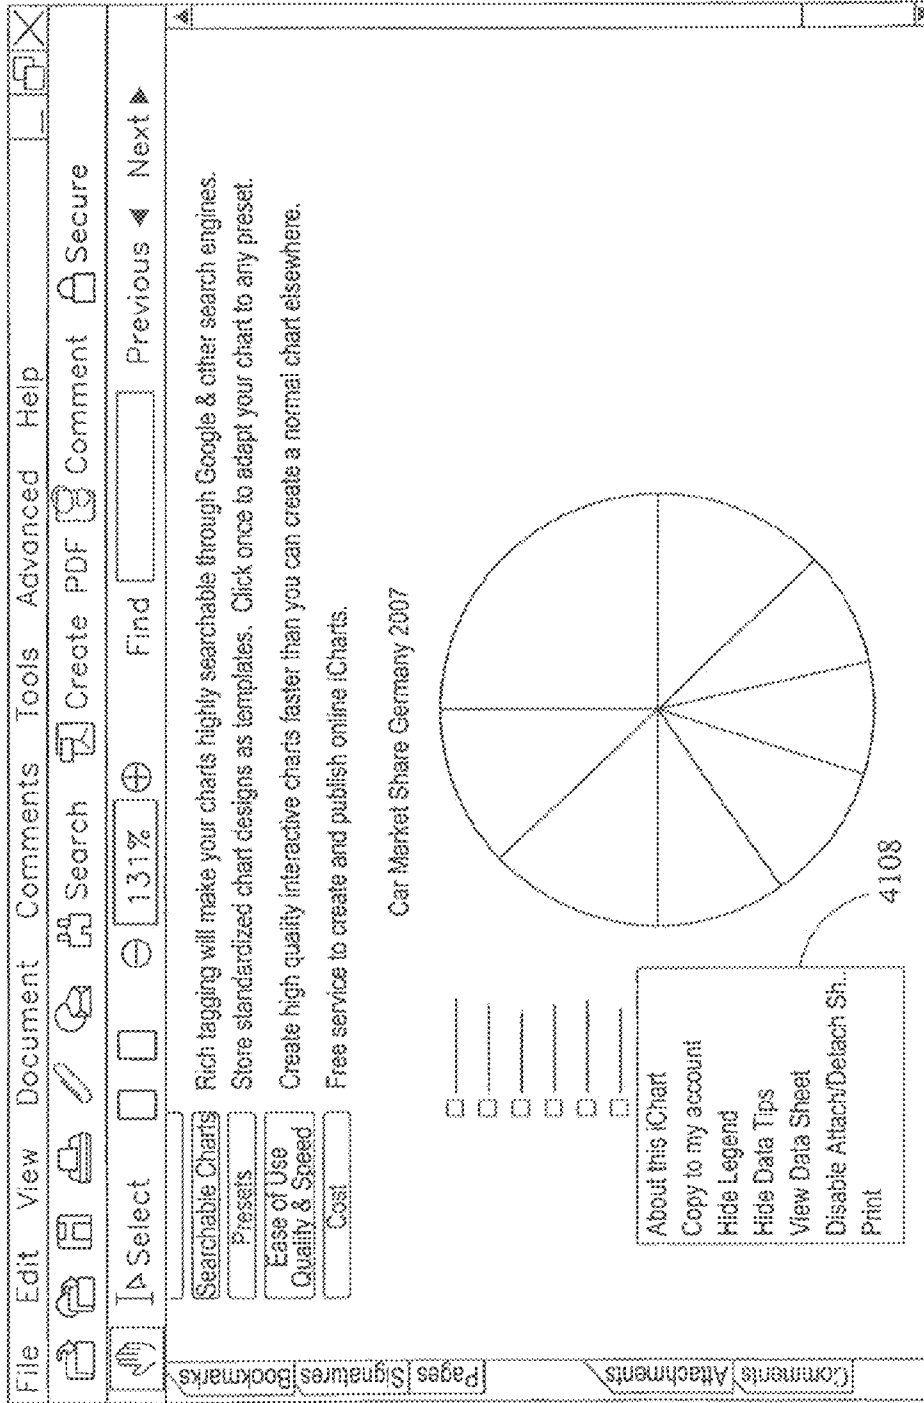 File Edit View Document Comments Tools Advanced Help
Search Create PDF Comment Secure
Select 131% Find Previous Next
Searchable Charts Rich tagging will make your charts highly searchable through Google & other search engines.
Presets Store standardized chart designs as templates. Click once to adapt your chart to any preset.
Ease of Use
Quality & Speed Create high quality interactive charts faster than you can create a normal chart elsewhere.
Cost Free service to create and publish online iCharts.
Bookmarks
Signatures
Pages
Attachments
Comments
Car Market Share Germany 2007
About this iChart
Copy to my account
Hide Legend
Hide Data Tips
View Data Sheet
Disable Attach/Detach Sh..
Print
4108